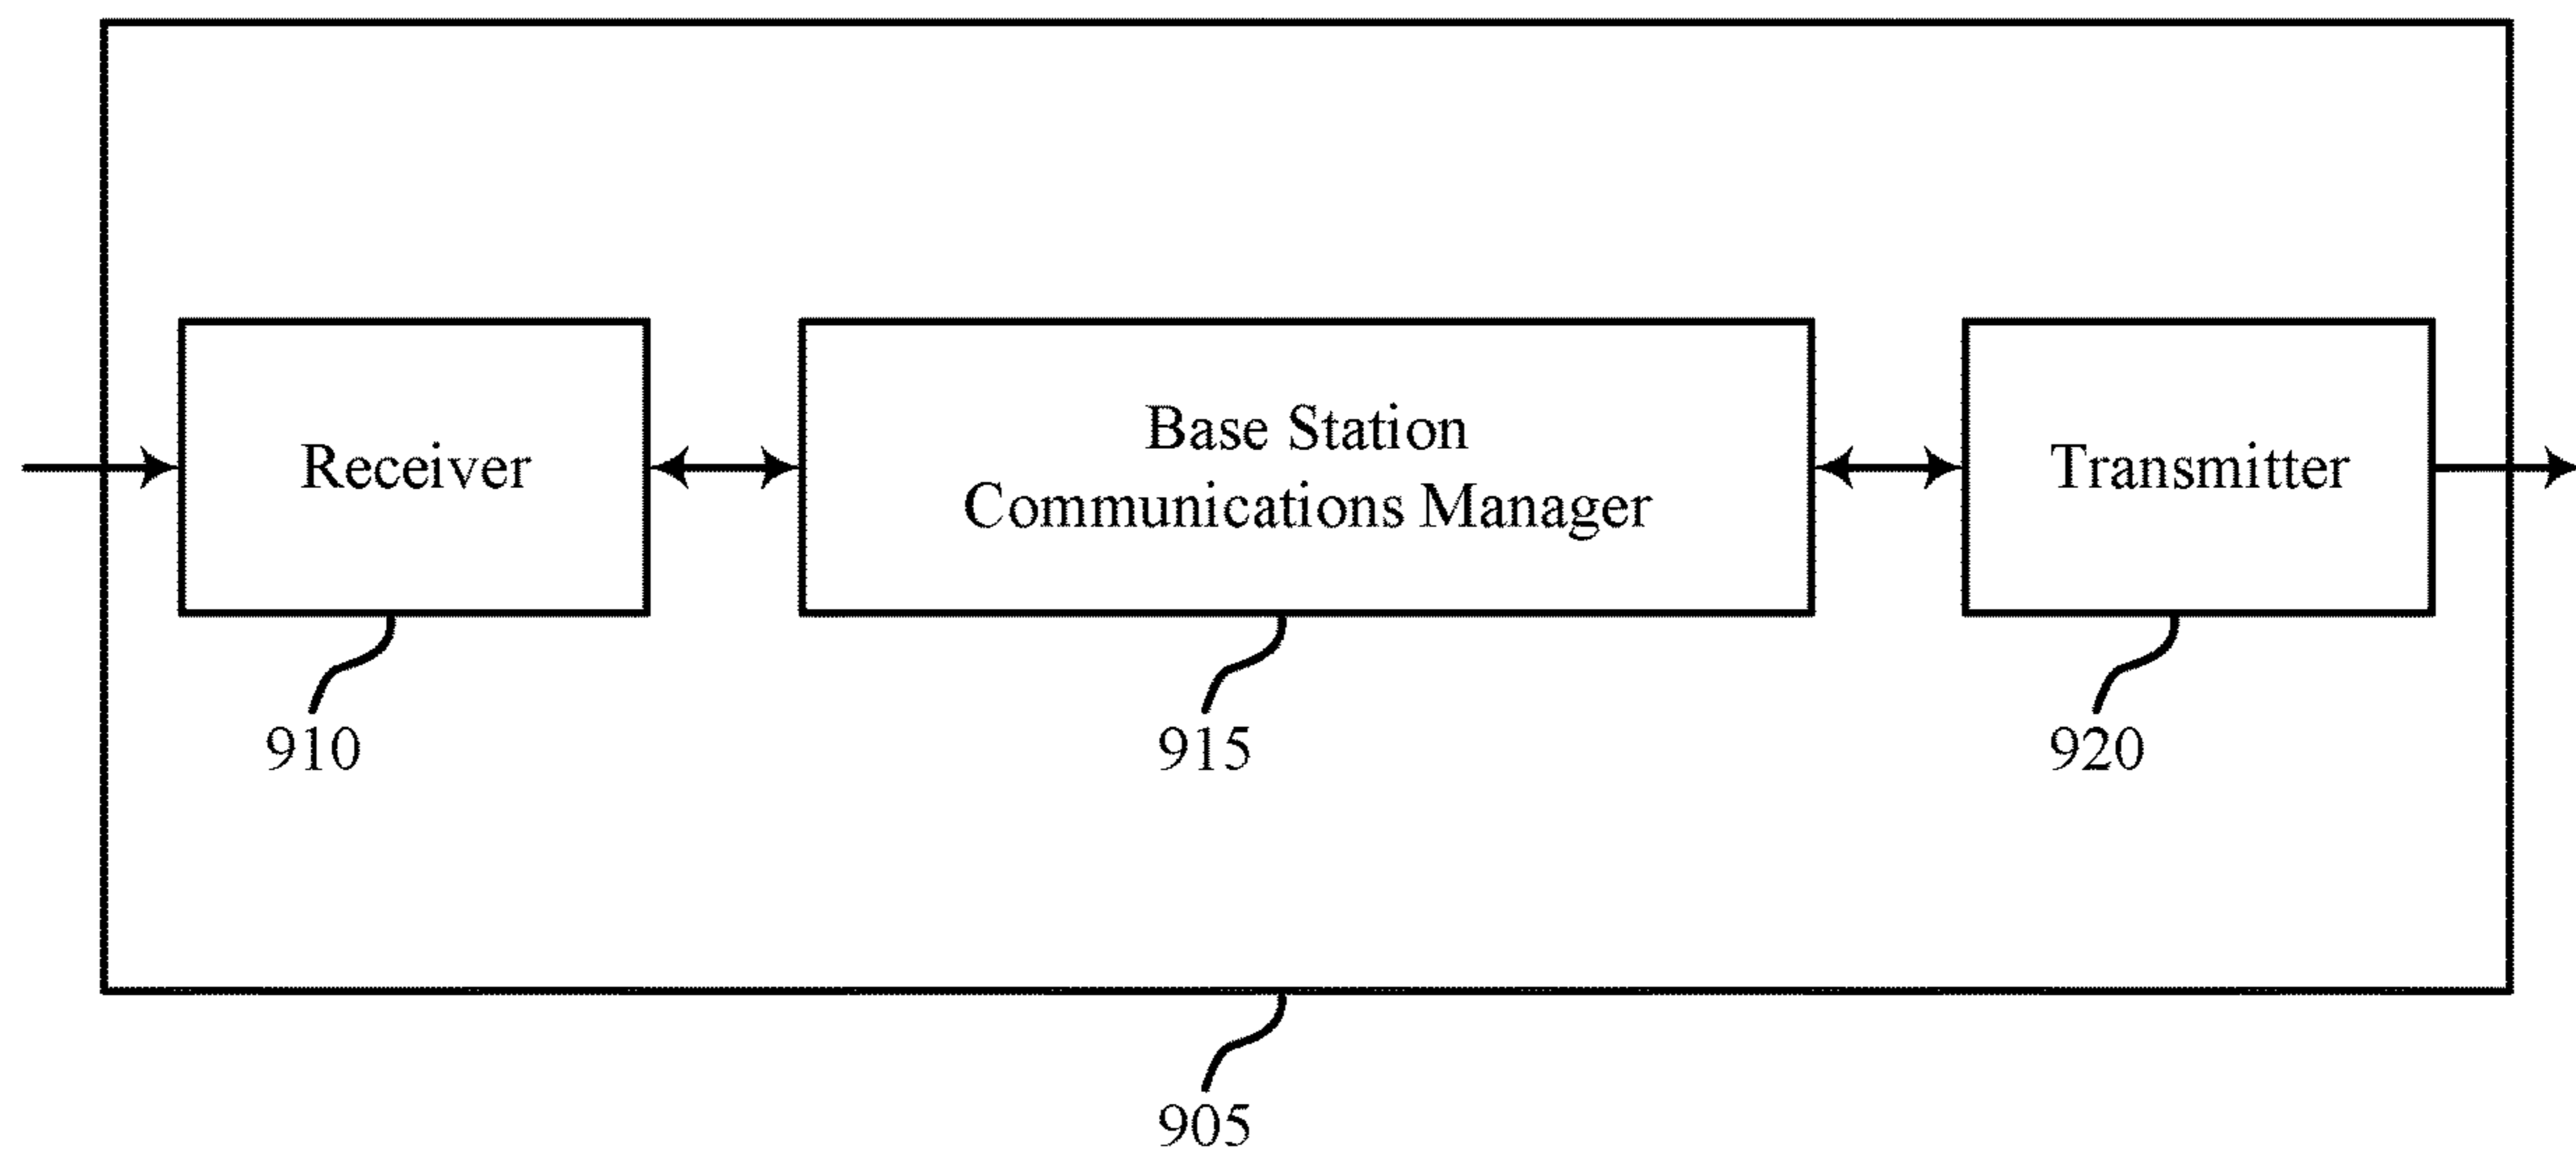 Receiver
Base Station
Communications Manager
Transmitter
910
915
920
905